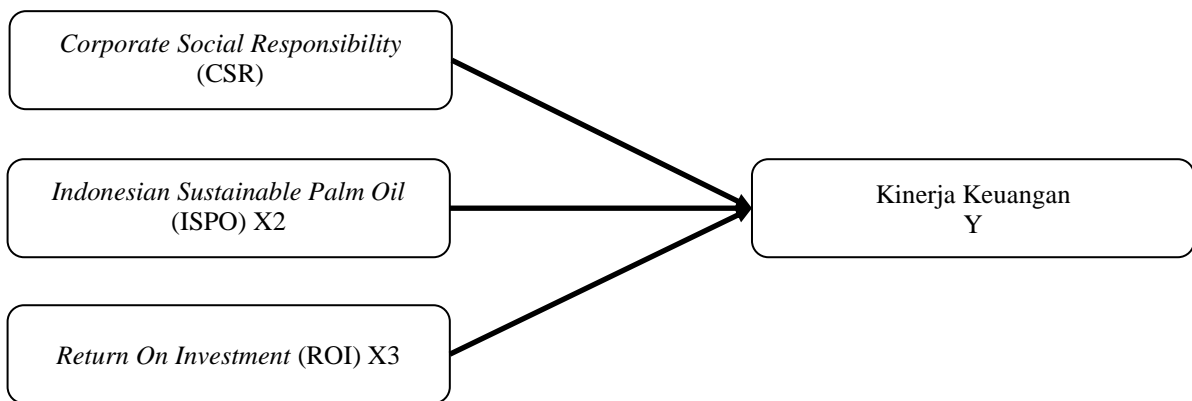 Corporate Social Responsibility
(CSR)
Indonesian Sustainable Palm Oil
(ISPO) X2
Return On Investment (ROI) X3
Kinerja Keuangan
Y